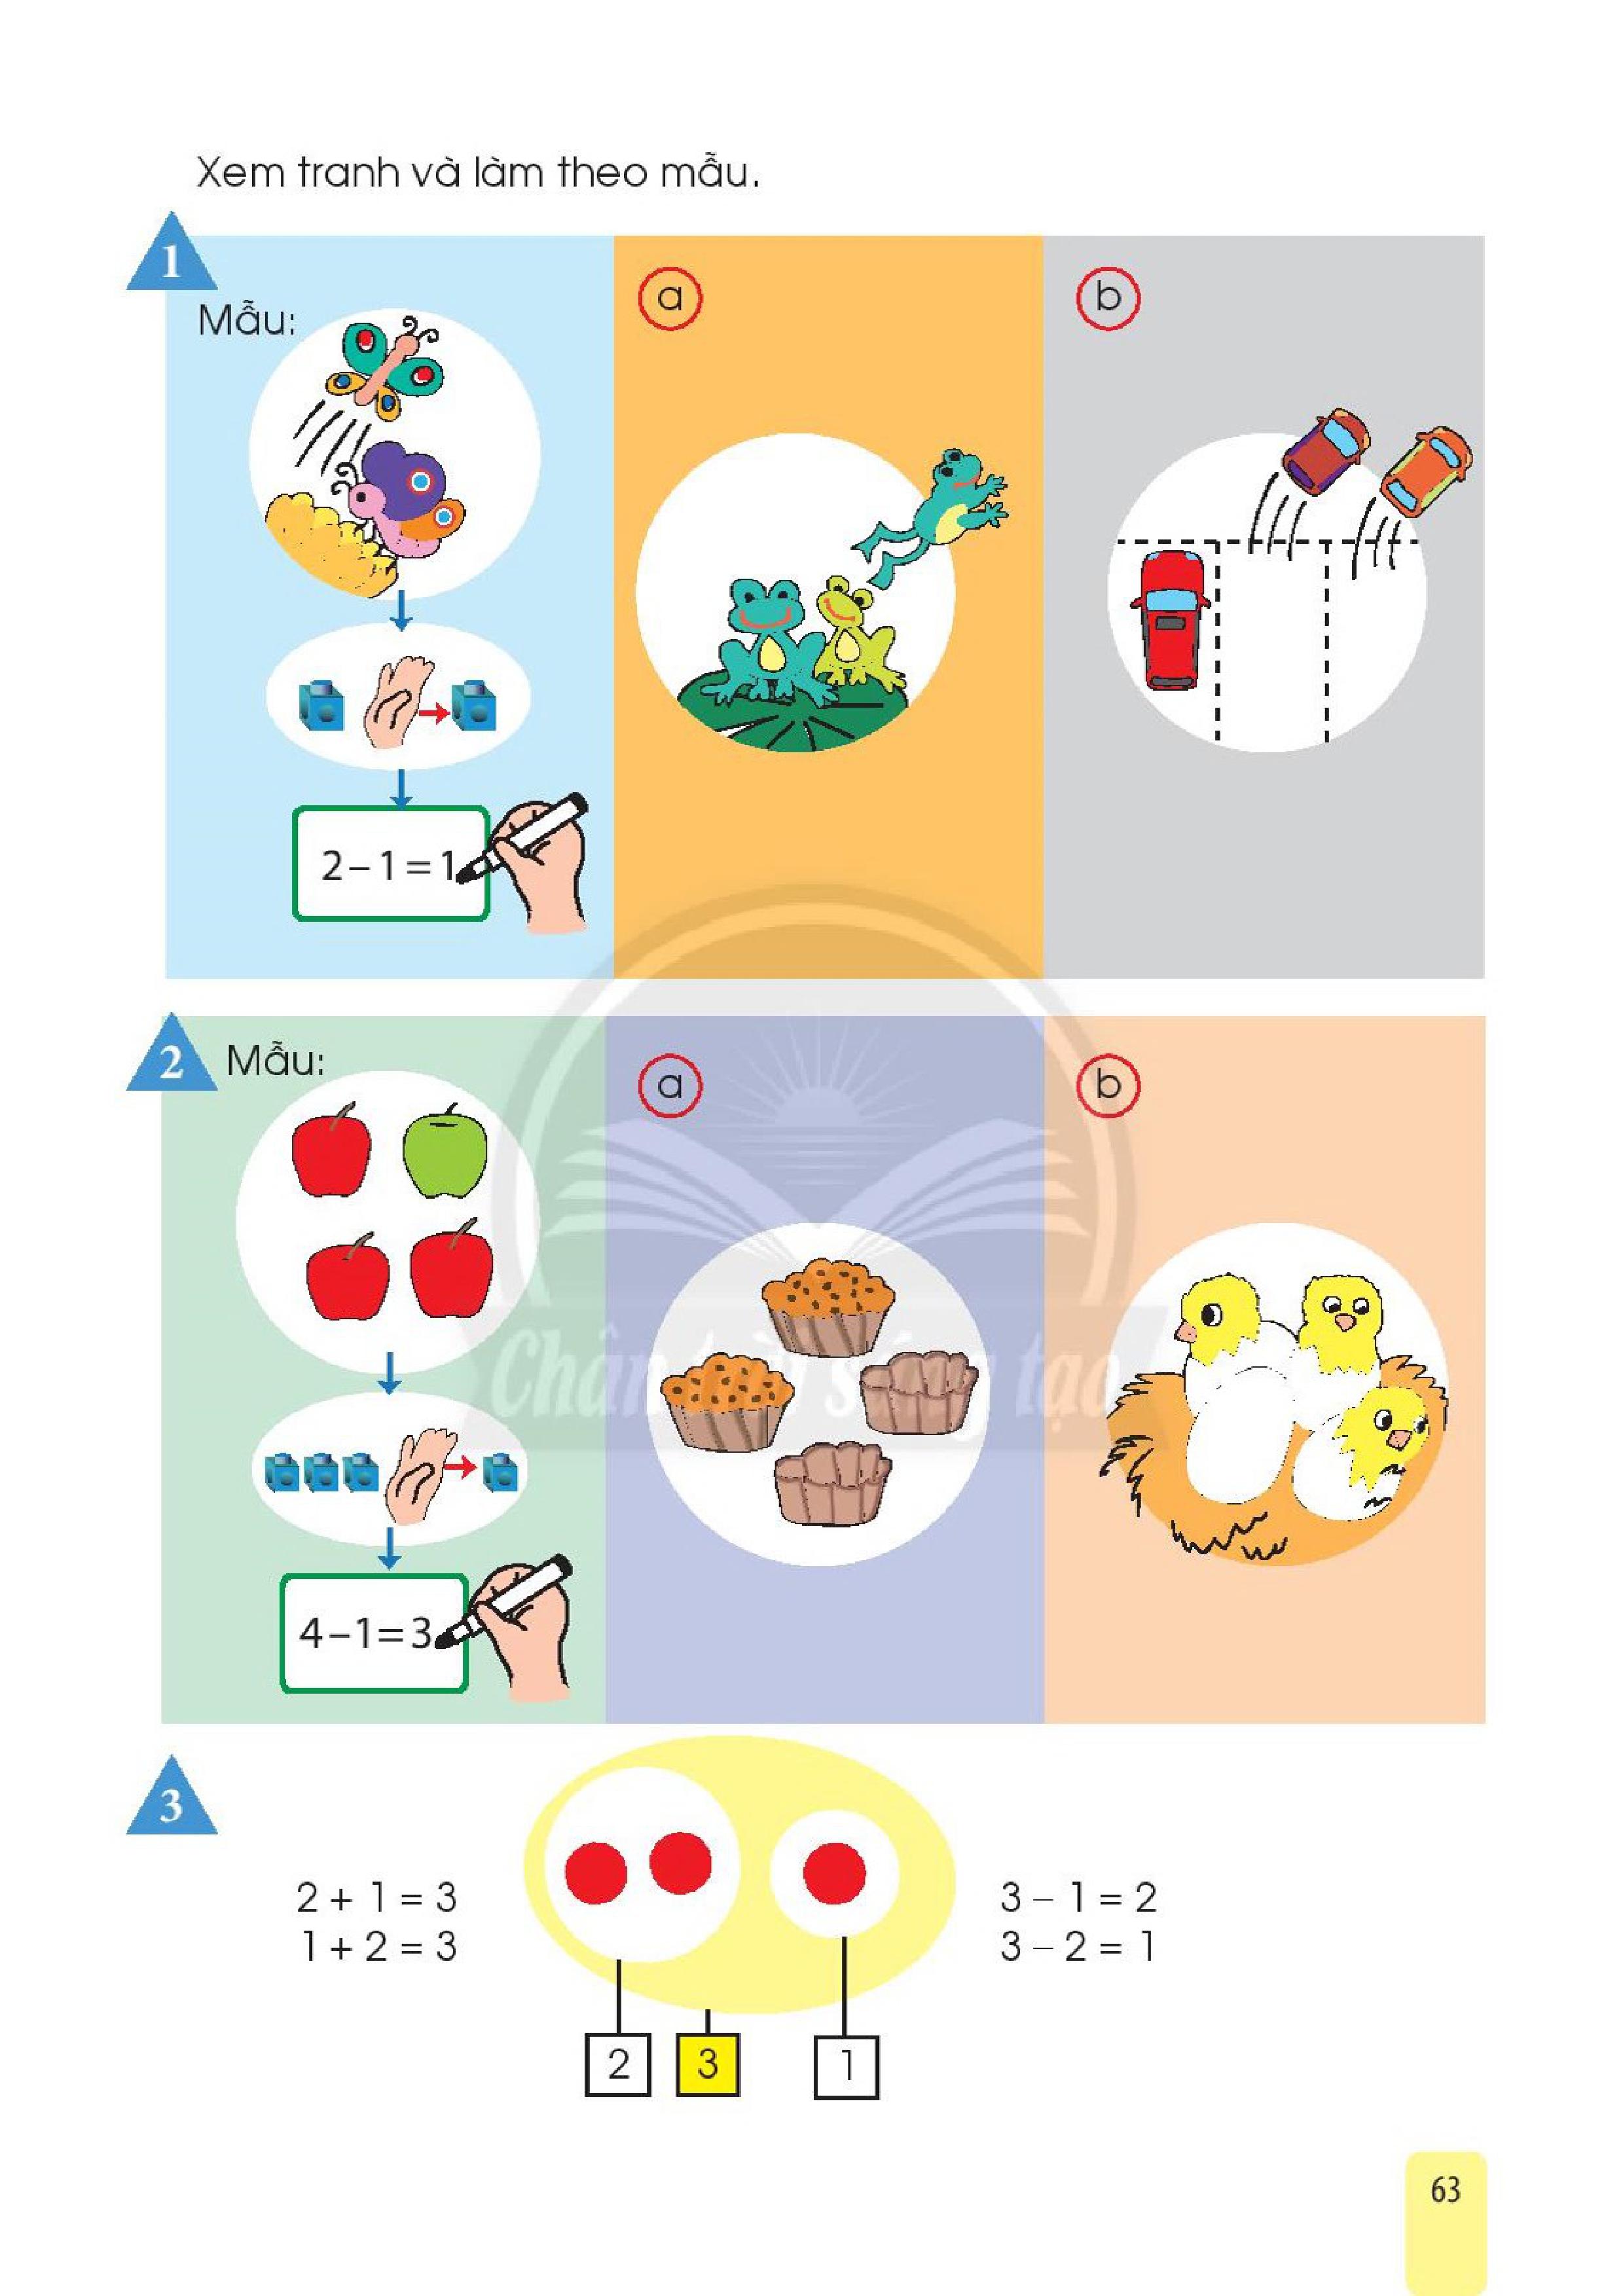 Xem tranh và làm theo mẫu.
1
Mẫu:
a
b
2 – 1 = 1
2
Mẫu:
a
b
Chân trời sáng tạo
4 – 1 = 3
3
2 + 1 = 3
1 + 2 = 3
3 – 1 = 2
3 – 2 = 1
2
3
1
63